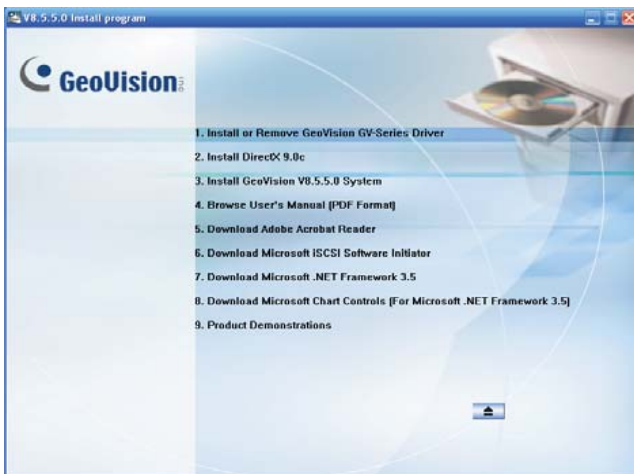 V8.5.5.0 Install program
GeoVision Inc
1. Install or Remove GeoVision GV-Series Driver
2. Install DirectX 9.0c
3. Install GeoVision V8.5.5.0 System
4. Browse User's Manual (PDF Format)
5. Download Adobe Acrobat Reader
6. Download Microsoft iSCSI Software Initiator
7. Download Microsoft .NET Framework 3.5
8. Download Microsoft Chart Controls (For Microsoft .NET Framework 3.5)
9. Product Demonstrations